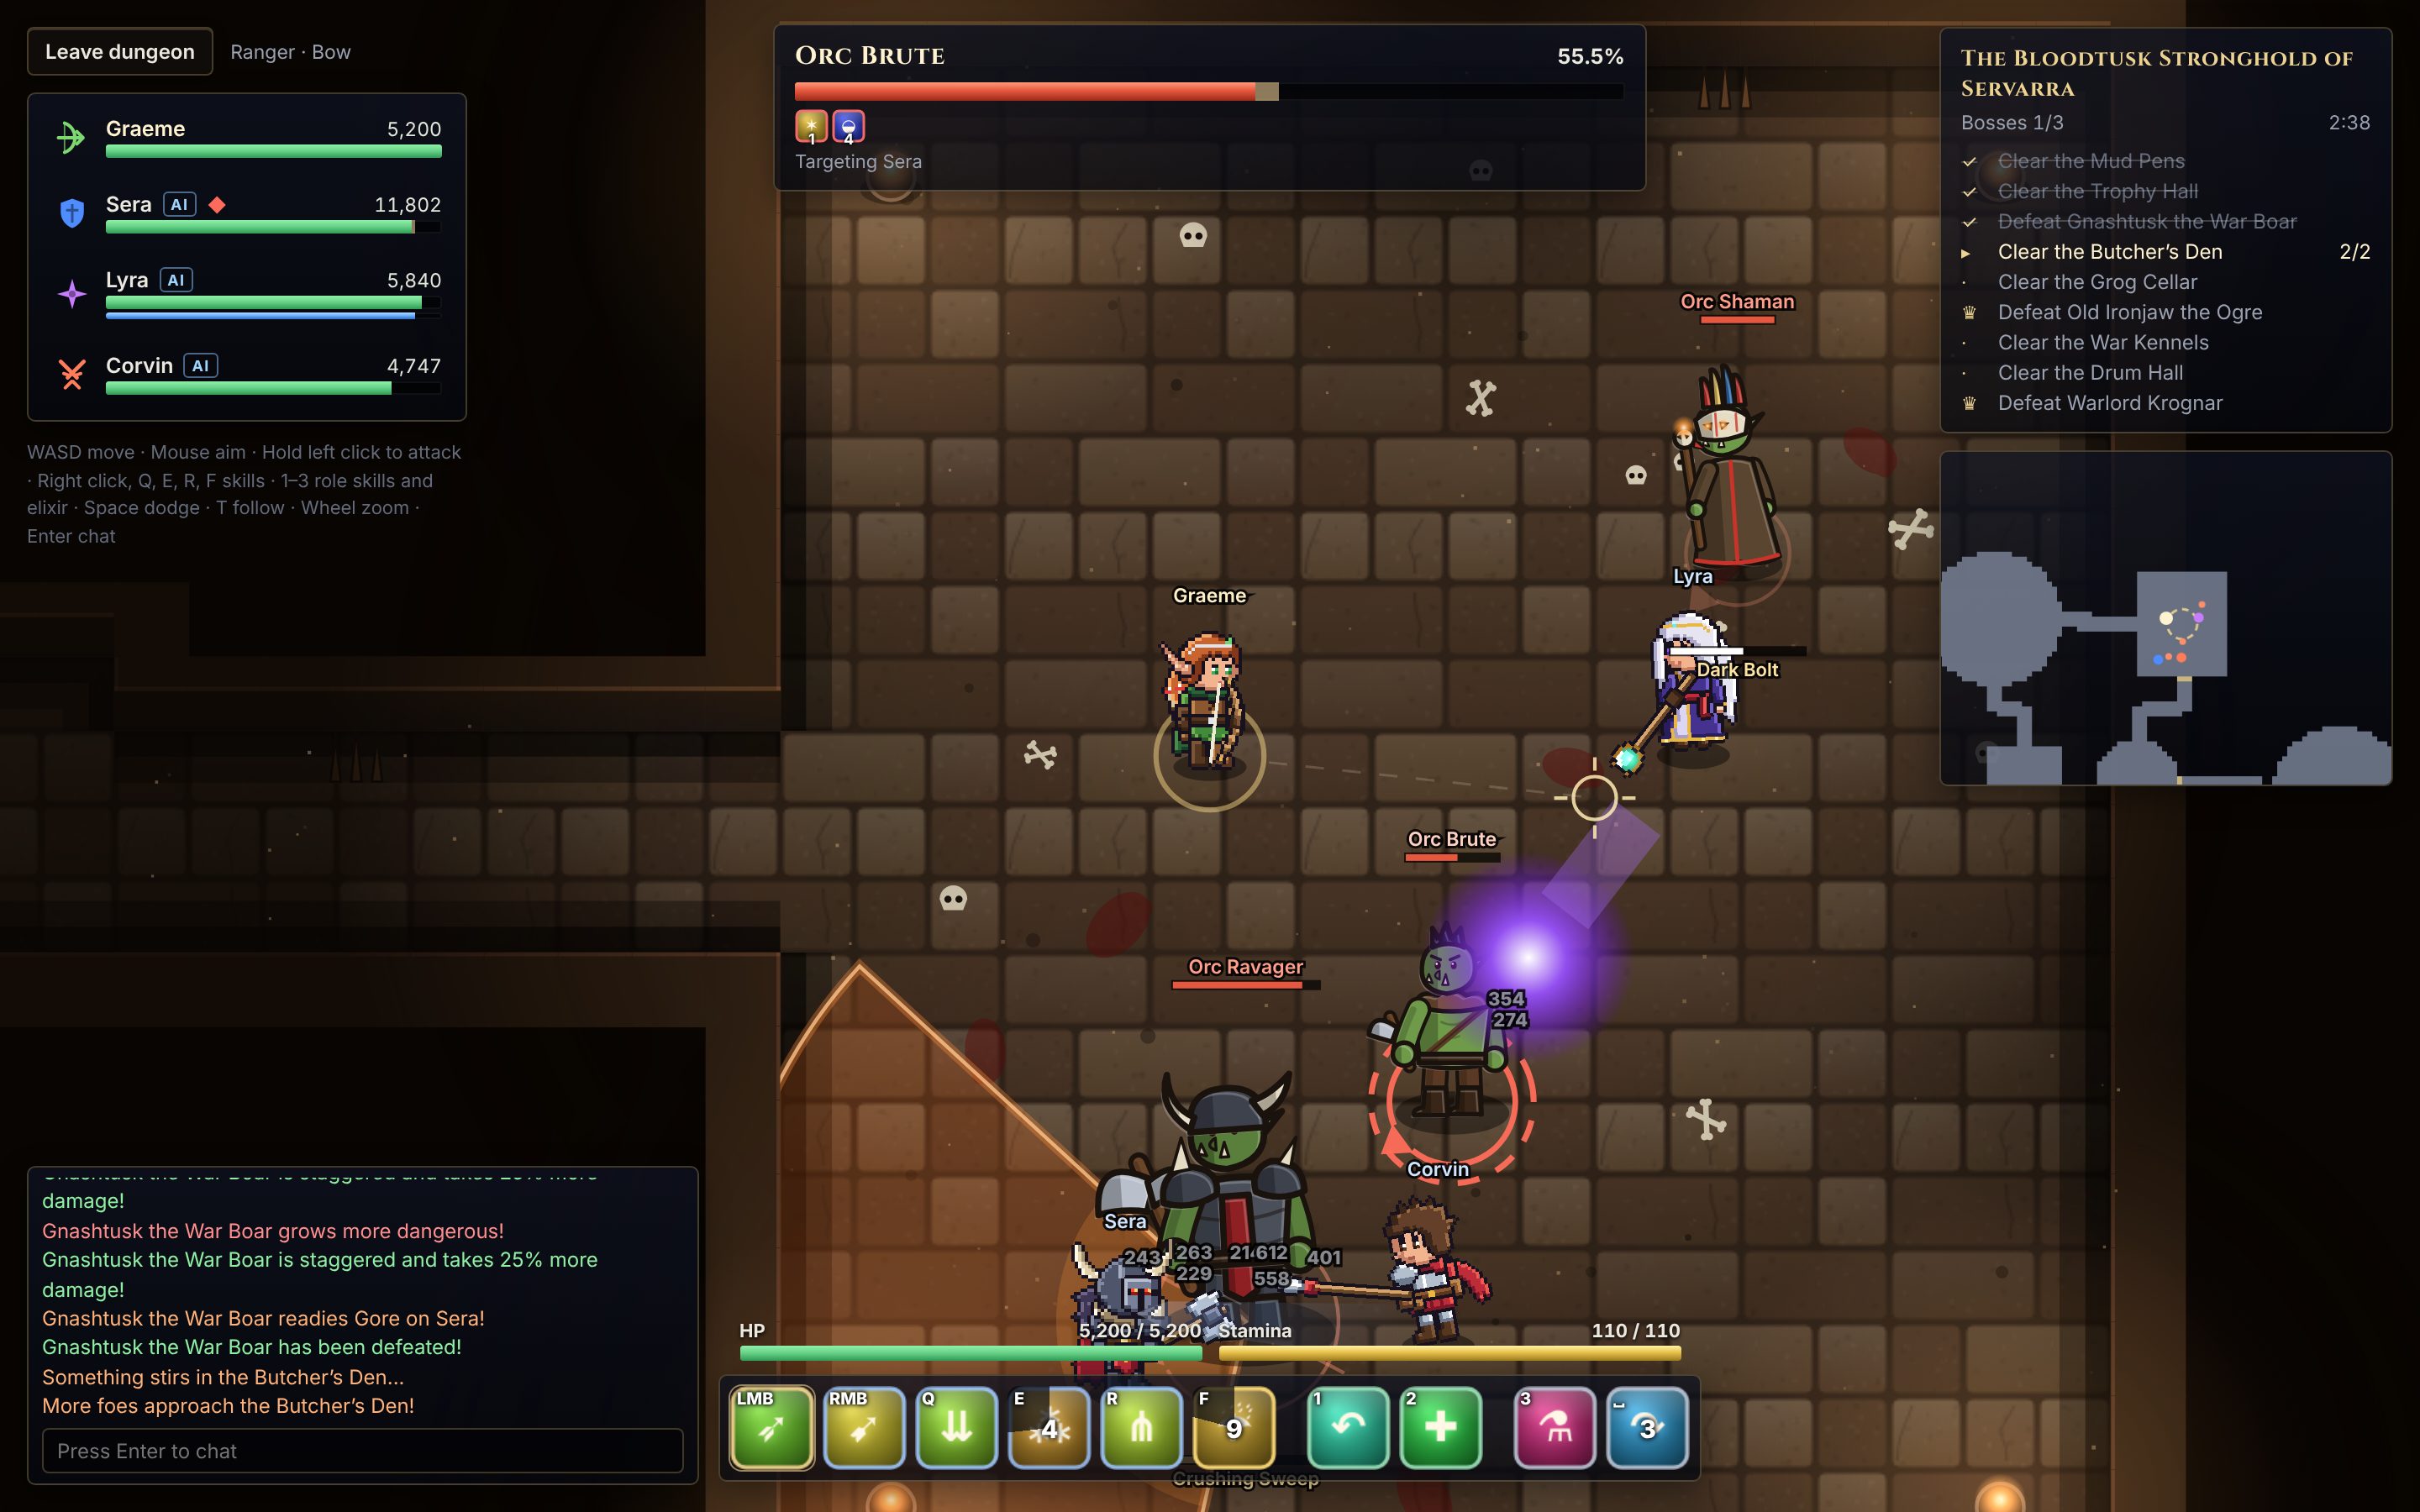 Leave dungeon
Ranger · Bow
Graeme 5,200
Sera AI 11,802
Lyra AI 5,840
Corvin AI 4,747
WASD move · Mouse aim · Hold left click to attack
· Right click, Q, E, R, F skills · 1–3 role skills and
elixir · Space dodge · T follow · Wheel zoom ·
Enter chat
ORC BRUTE 55.5%
1 4
Targeting Sera
THE BLOODTUSK STRONGHOLD OF
SERVARRA
Bosses 1/3 2:38
Clear the Mud Pens
Clear the Trophy Hall
Defeat Gnashtusk the War Boar
Clear the Butcher’s Den 2/2
Clear the Grog Cellar
Defeat Old Ironjaw the Ogre
Clear the War Kennels
Clear the Drum Hall
Defeat Warlord Krognar
Orc Shaman
Lyra
Graeme
Dark Bolt
Orc Brute
Orc Ravager
354
274
Corvin
Sera
243 263 612 401
229 558
damage!
Gnashtusk the War Boar grows more dangerous!
Gnashtusk the War Boar is staggered and takes 25% more
damage!
Gnashtusk the War Boar readies Gore on Sera!
Gnashtusk the War Boar has been defeated!
Something stirs in the Butcher’s Den...
More foes approach the Butcher’s Den!
Press Enter to chat
HP 5,200 / 5,200 Stamina 110 / 110
LMB RMB Q E 4 R F 9 1 2 3 3
Crushing Sweep